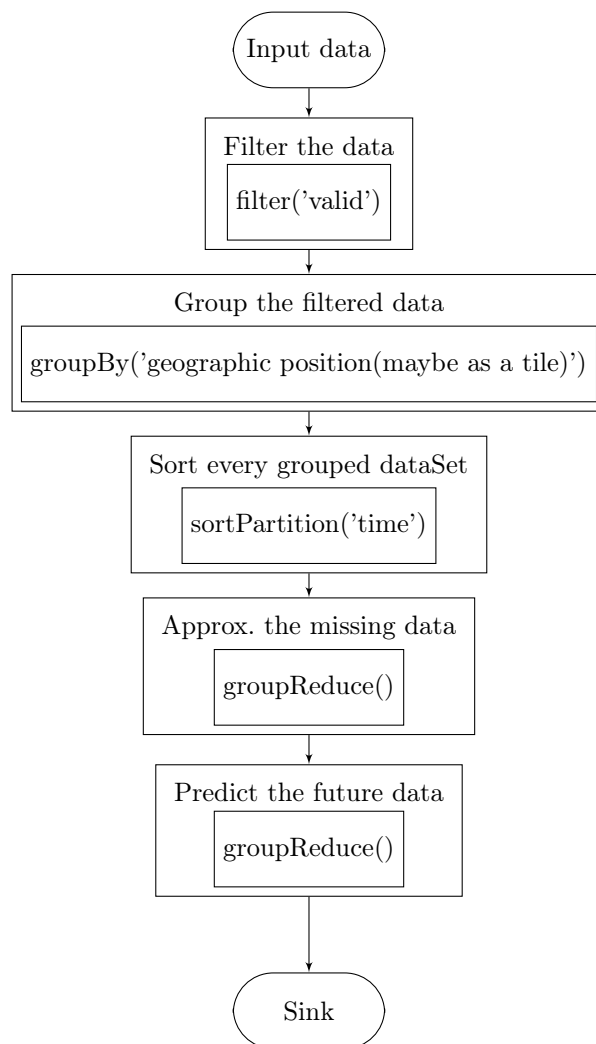 Input data
Filter the data
filter(’valid’)
Group the filtered data
groupBy(’geographic position(maybe as a tile)’)
Sort every grouped dataSet
sortPartition(’time’)
Approx. the missing data
groupReduce()
Predict the future data
groupReduce()
Sink